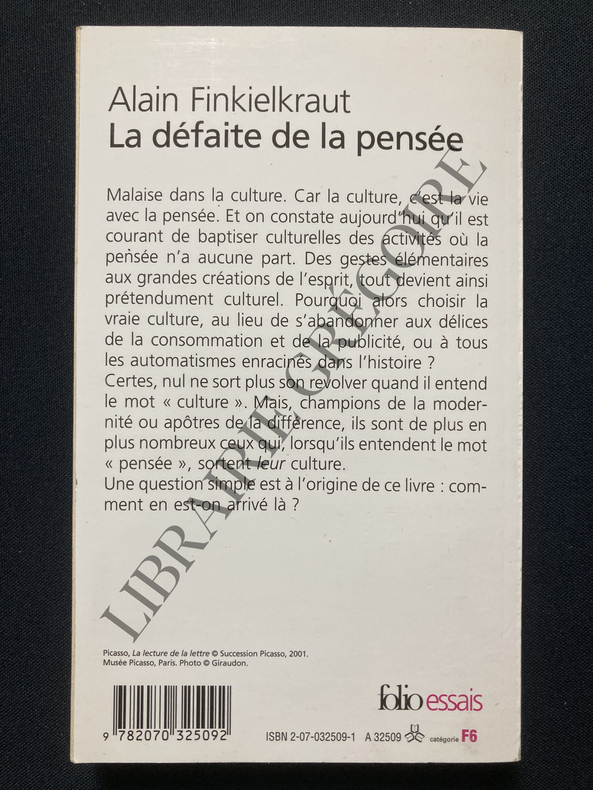 Alain Finkielkraut
La défaite de la pensée
Malaise dans la culture. Car la culture, c'est la vie
avec la pensée. Et on constate aujourd'hui qu'il est
courant de baptiser culturelles des activités où la
pensée n'a aucune part. Des gestes élémentaires
aux grandes créations de l'esprit, tout devient ainsi
prétendument culturel. Pourquoi alors choisir la
vraie culture, au lieu de s'abandonner aux délices
de la consommation et de la publicité, ou à tous
les automatismes enracinés dans l'histoire ?
Certes, nul ne sort plus son revolver quand il entend
le mot « culture ». Mais, champions de la moder-
nité ou apôtres de la différence, ils sont de plus en
plus nombreux ceux qui, lorsqu'ils entendent le mot
« pensée », sortent leur culture.
Une question simple est à l'origine de ce livre : com-
ment en est-on arrivé là ?
LIBRAIRIE GRÉGOIRE
Picasso, La lecture de la lettre © Succession Picasso, 2001.
Musée Picasso, Paris. Photo © Giraudon.
9 782070 325092
ISBN 2-07-032509-1 A 32509 catégorie F6
folio essais